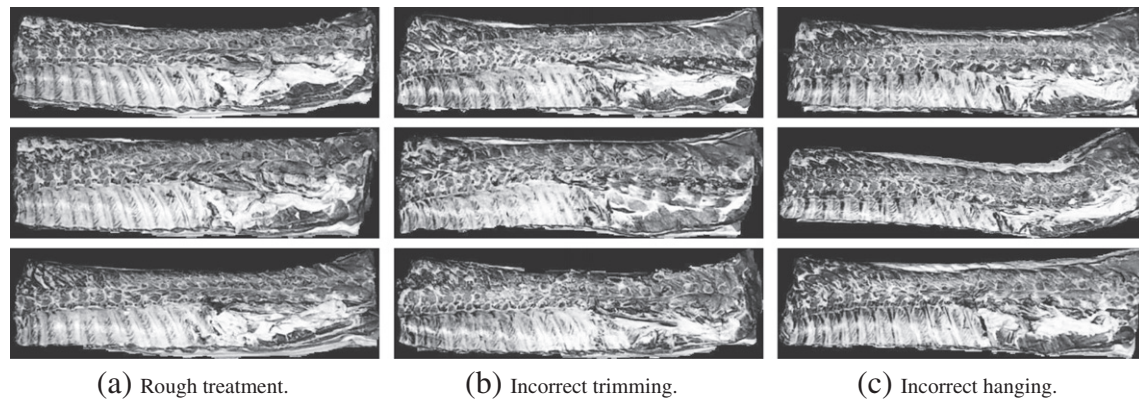 (a) Rough treatment.
(b) Incorrect trimming.
(c) Incorrect hanging.